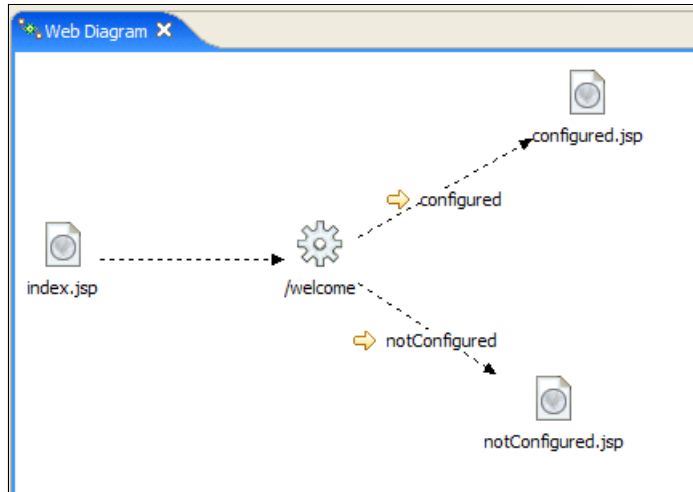 Web Diagram
configured.jsp
configured
index.jsp
/welcome
notConfigured
notConfigured.jsp